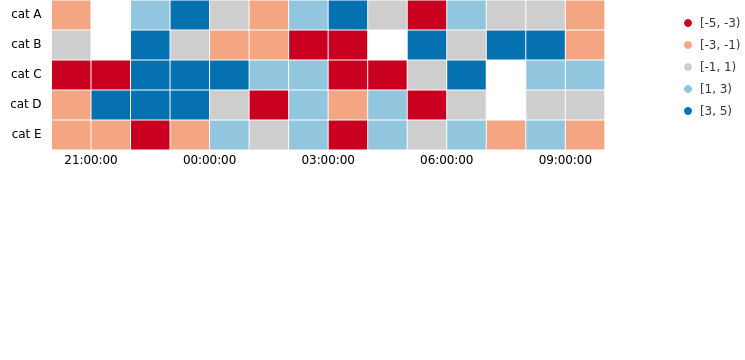 cat A
cat B
cat C
cat D
cat E
21:00:00 00:00:00 03:00:00 06:00:00 09:00:00
[-5, -3)
[-3, -1)
[-1, 1)
[1, 3)
[3, 5)